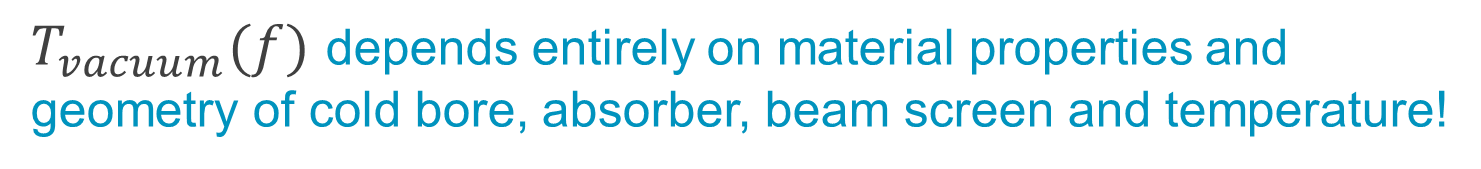 T_vacuum(f) depends entirely on material properties and
geometry of cold bore, absorber, beam screen and temperature!